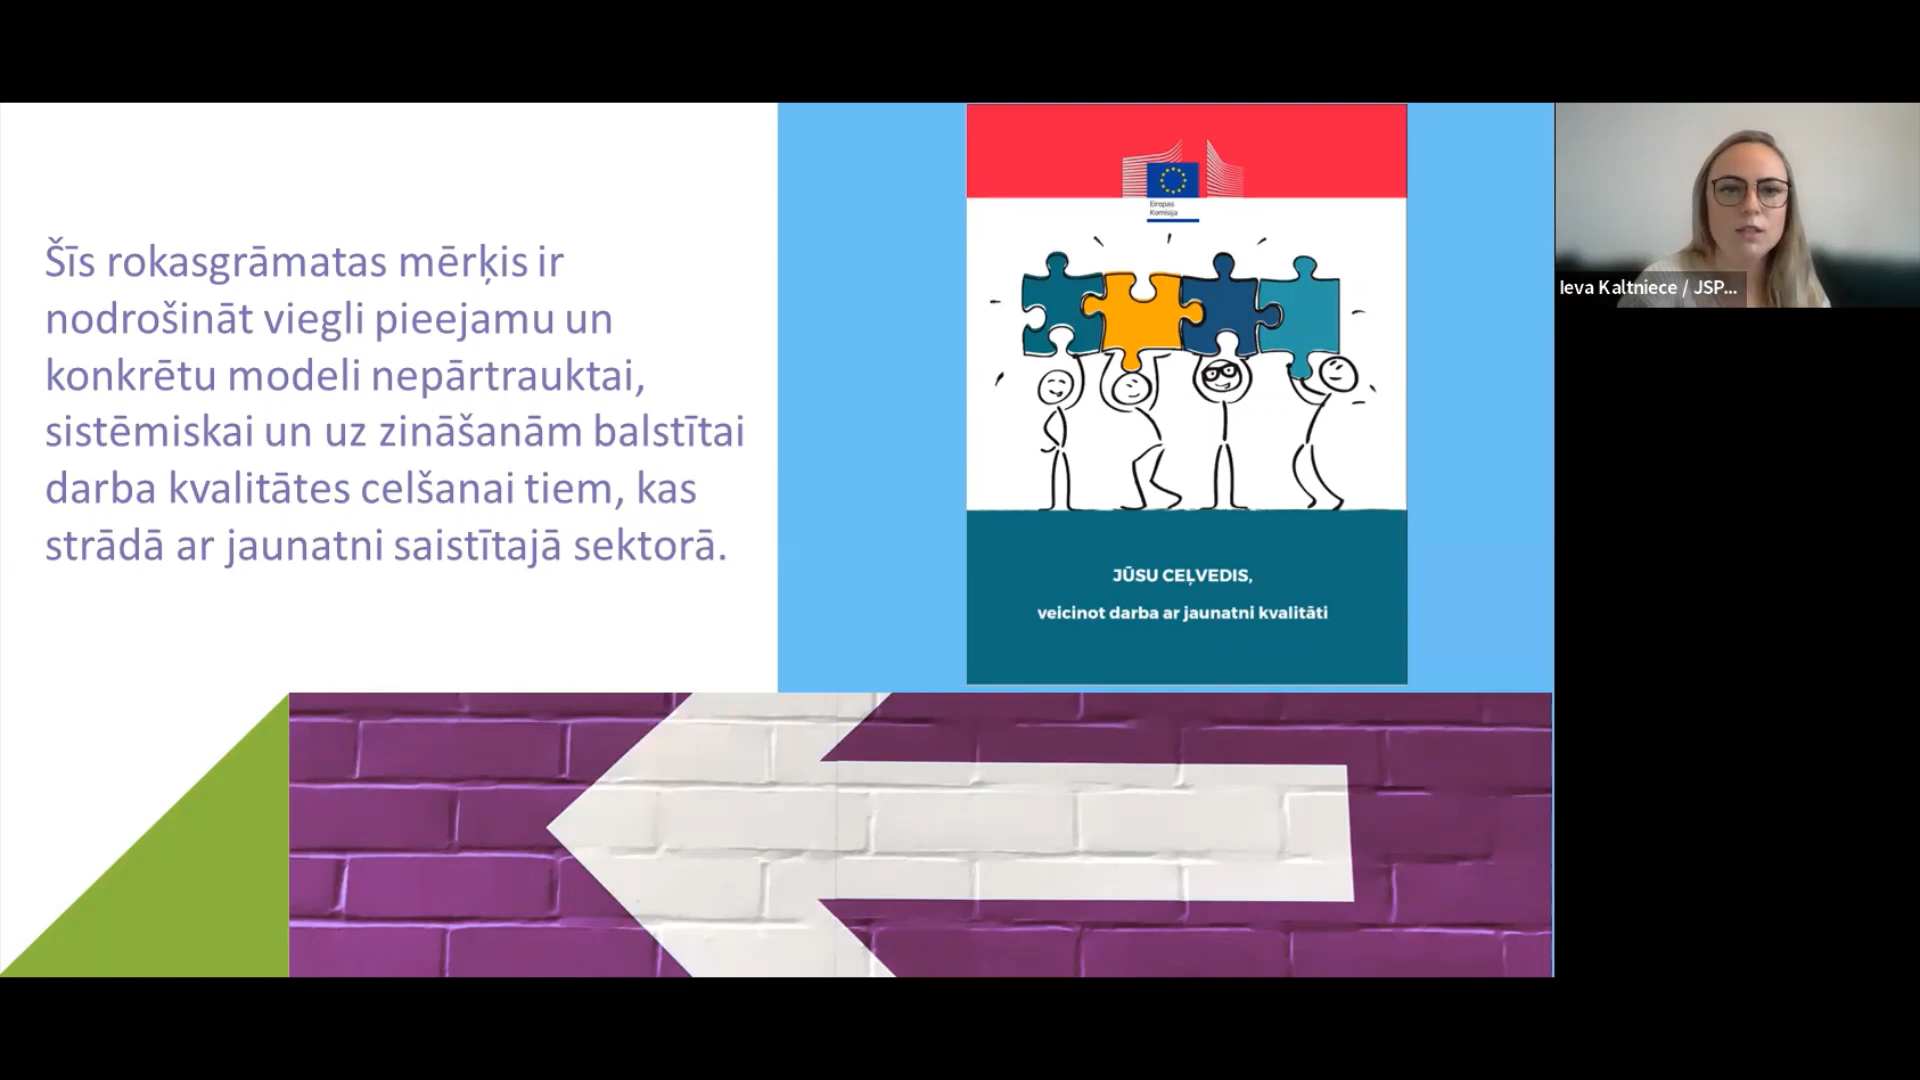 Šīs rokasgrāmatas mērķis ir
nodrošināt viegli pieejamu un
konkrētu modeli nepārtrauktai,
sistēmiskai un uz zināšanām balstītai
darba kvalitātes celšanai tiem, kas
strādā ar jaunatni saistītajā sektorā.
Eiropas
Komisija
JŪSU CEĻVEDIS,
veicinot darba ar jaunatni kvalitāti
Ieva Kaltniece / JSP...